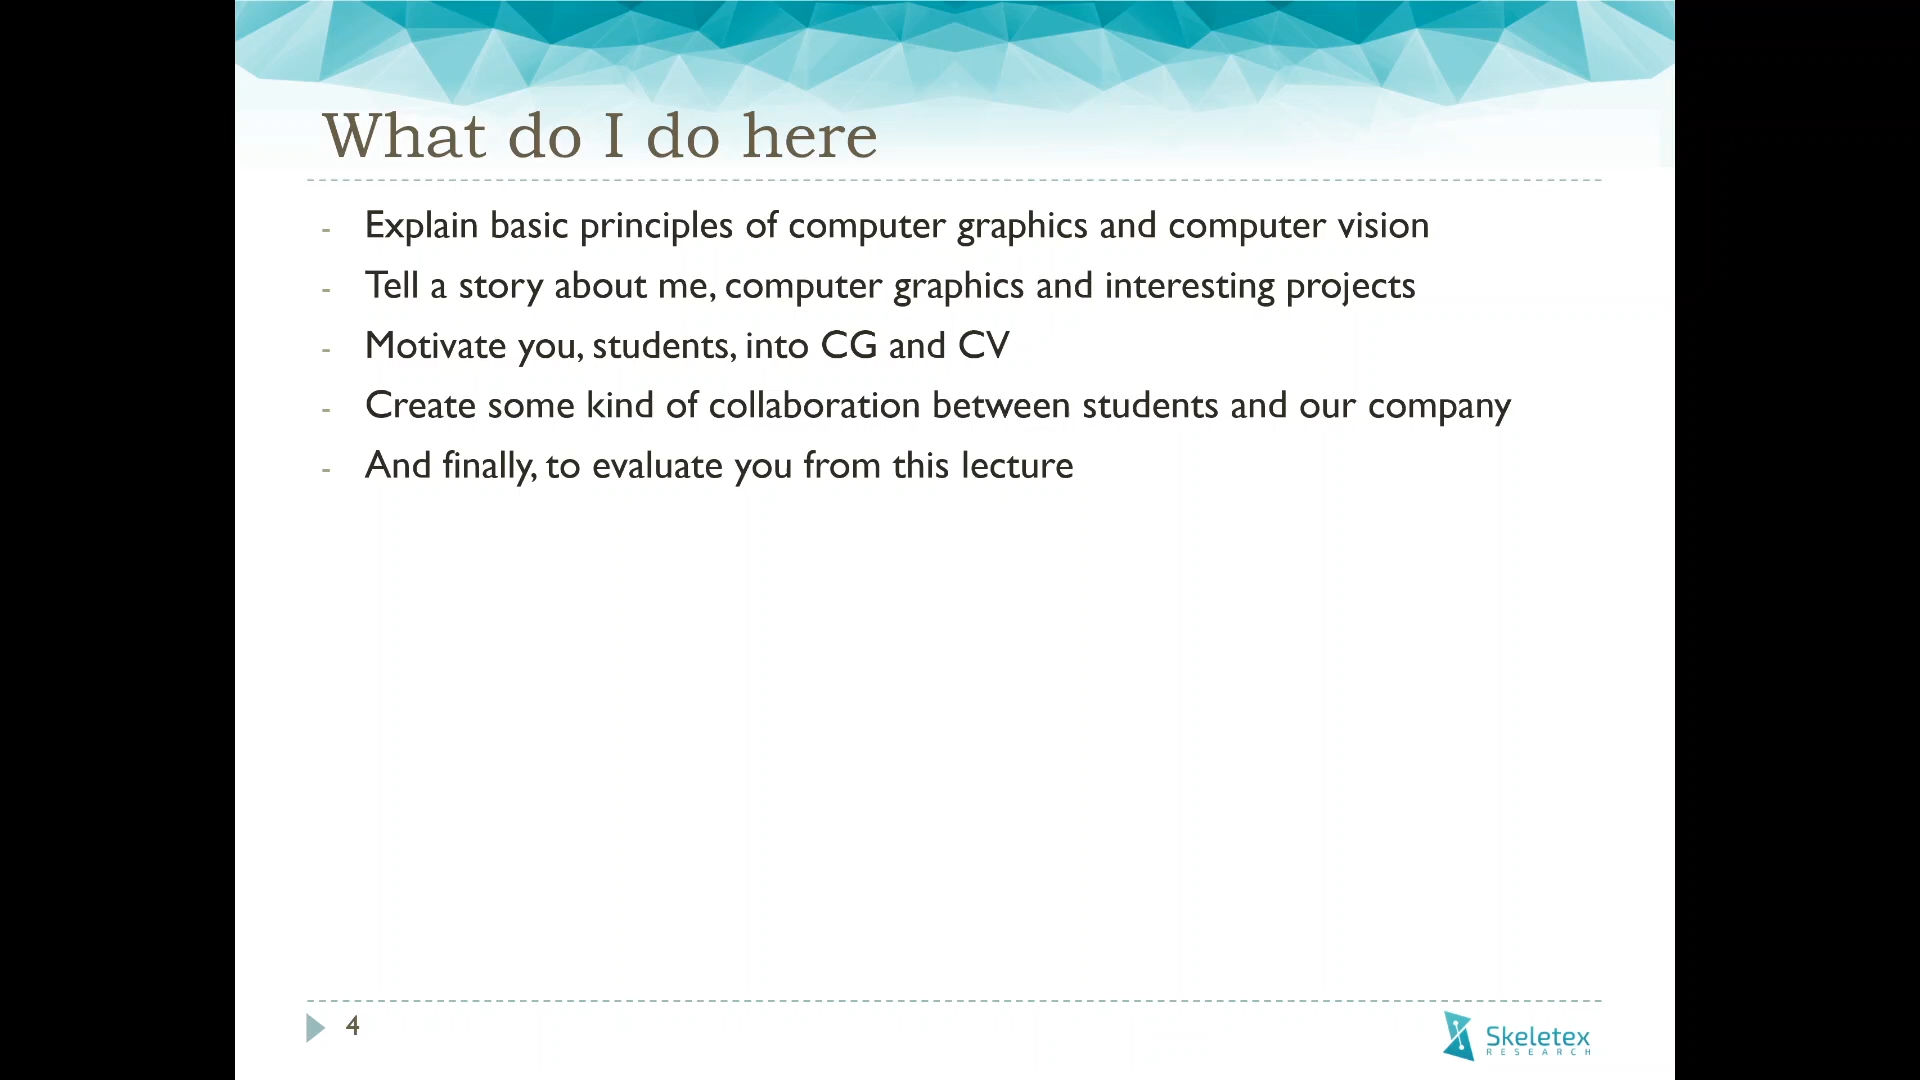 What do I do here
- Explain basic principles of computer graphics and computer vision
- Tell a story about me, computer graphics and interesting projects
- Motivate you, students, into CG and CV
- Create some kind of collaboration between students and our company
- And finally, to evaluate you from this lecture
4
Skeletex
RESEARCH